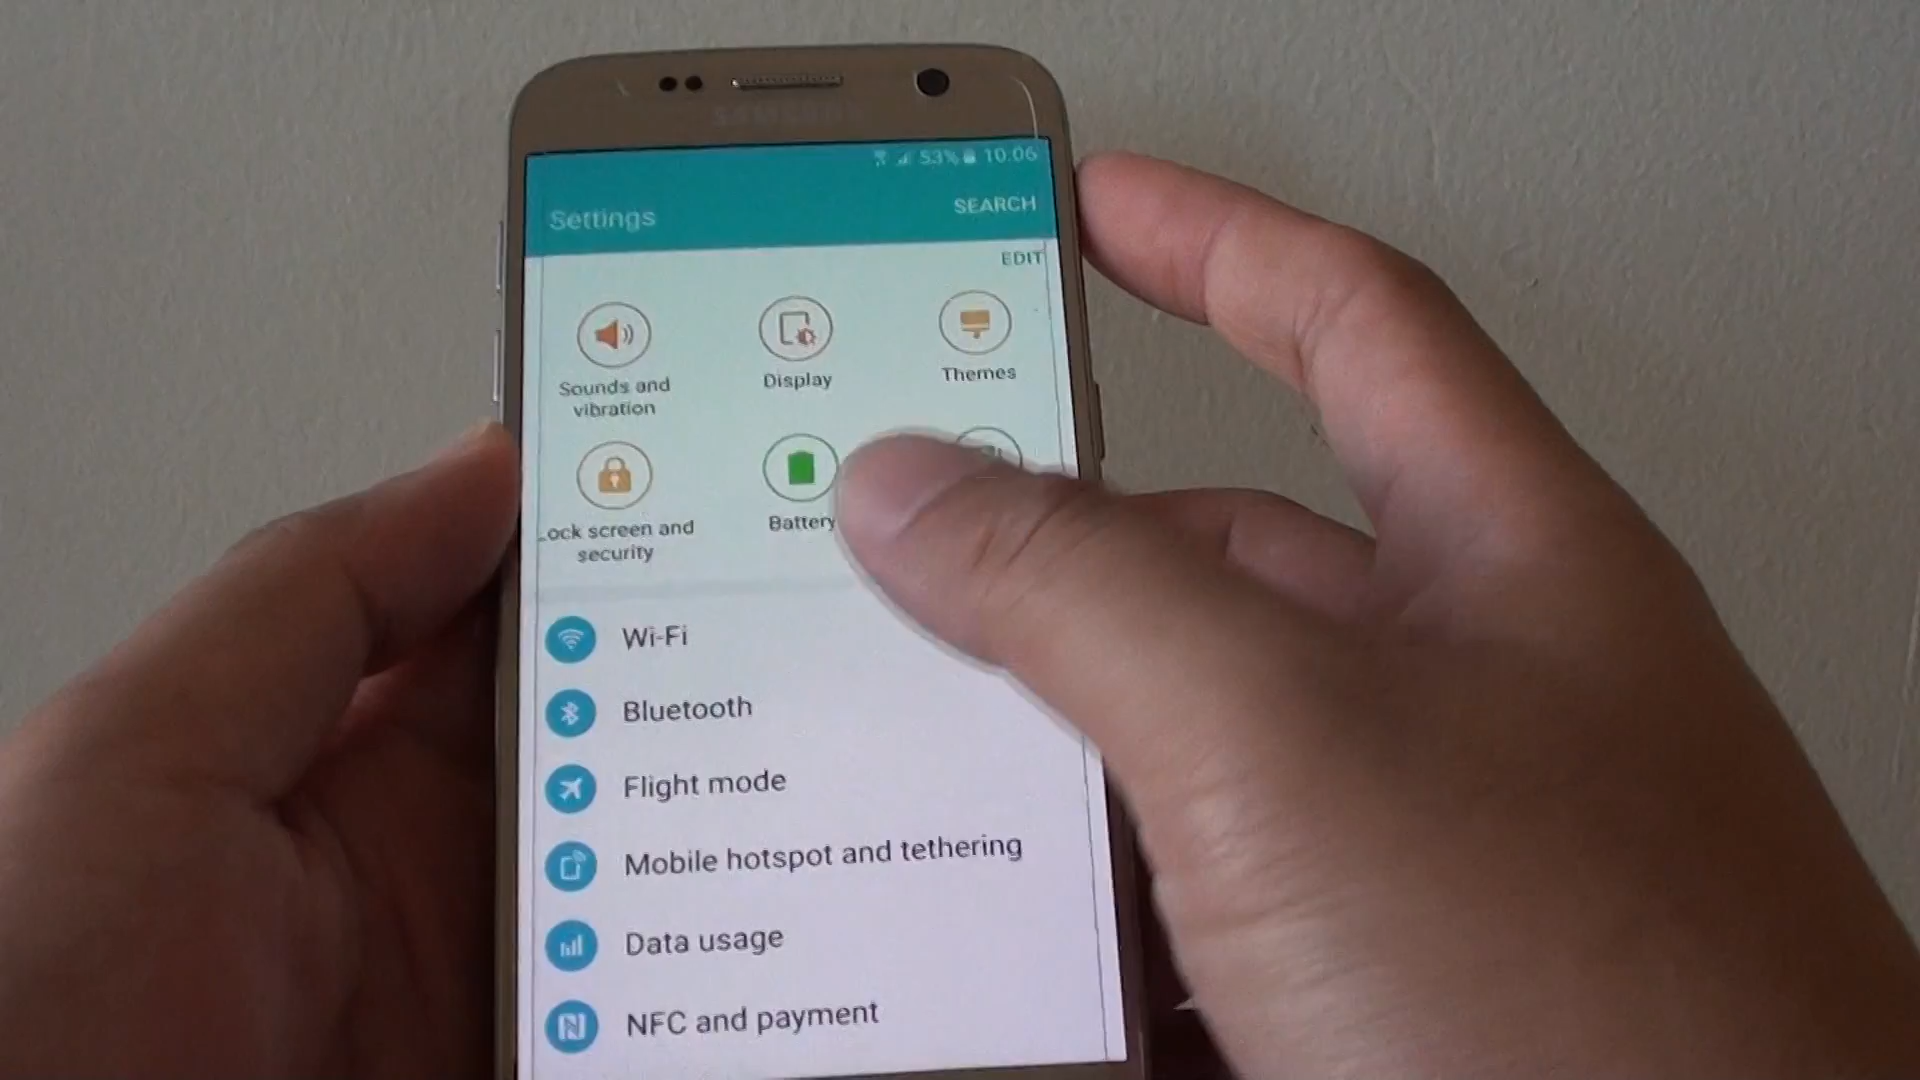 SAMSUNG
53% 10.06
Settings
SEARCH
EDIT
Sounds and
vibration
Display
Themes
Lock screen and
security
Battery
Wi-Fi
Bluetooth
Flight mode
Mobile hotspot and tethering
Data usage
NFC and payment